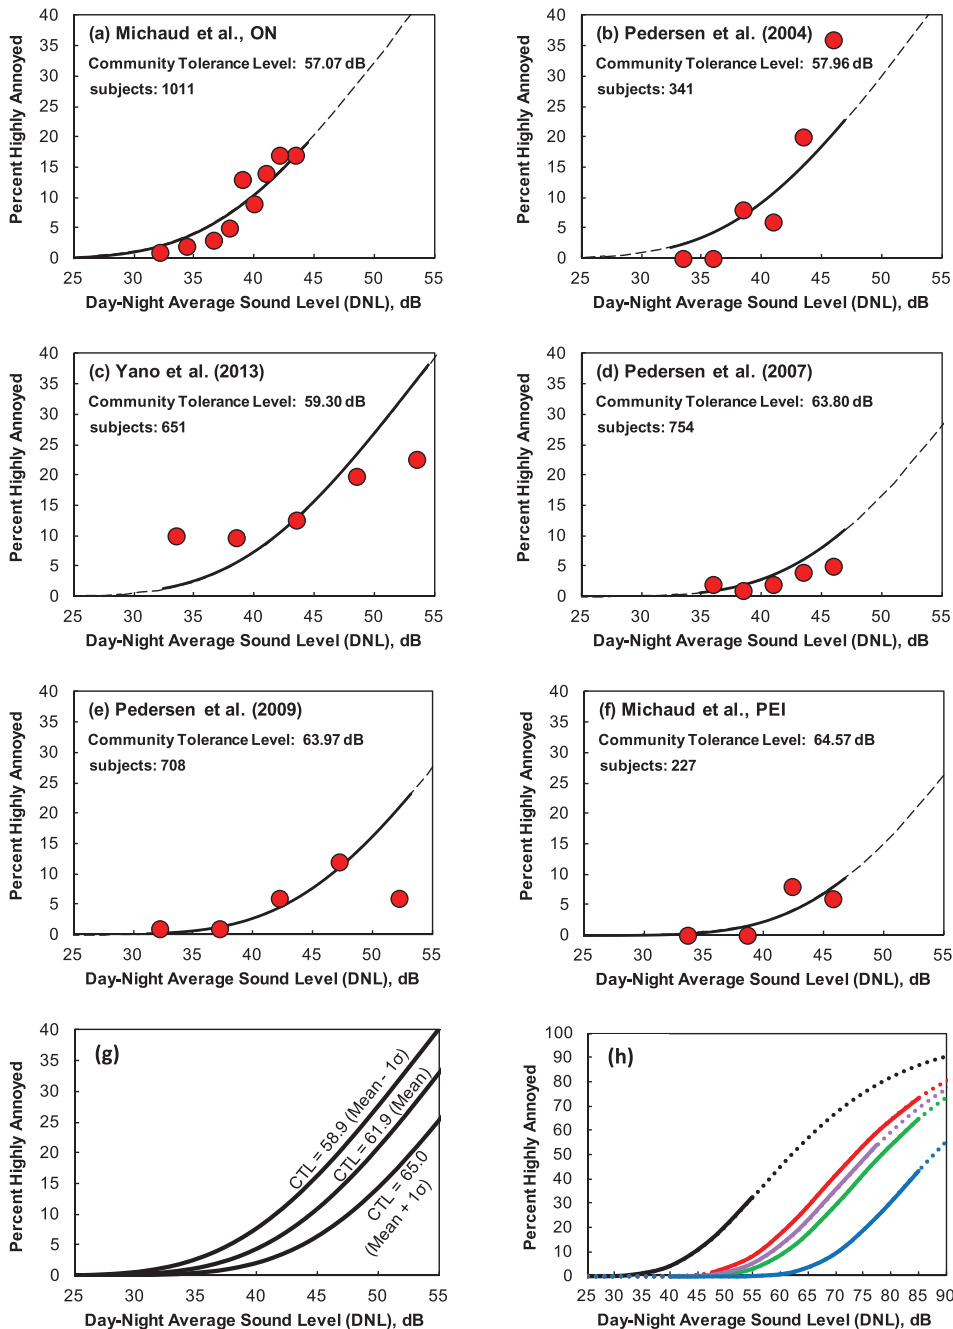 (a) Michaud et al., ON
Community Tolerance Level: 57.07 dB
subjects: 1011
Percent Highly Annoyed
40
35
30
25
20
15
10
5
0
25 30 35 40 45 50 55
Day-Night Average Sound Level (DNL), dB
(b) Pedersen et al. (2004)
Community Tolerance Level: 57.96 dB
subjects: 341
Percent Highly Annoyed
40
35
30
25
20
15
10
5
0
25 30 35 40 45 50 55
Day-Night Average Sound Level (DNL), dB
(c) Yano et al. (2013)
Community Tolerance Level: 59.30 dB
subjects: 651
Percent Highly Annoyed
40
35
30
25
20
15
10
5
0
25 30 35 40 45 50 55
Day-Night Average Sound Level (DNL), dB
(d) Pedersen et al. (2007)
Community Tolerance Level: 63.80 dB
subjects: 754
Percent Highly Annoyed
40
35
30
25
20
15
10
5
0
25 30 35 40 45 50 55
Day-Night Average Sound Level (DNL), dB
(e) Pedersen et al. (2009)
Community Tolerance Level: 63.97 dB
subjects: 708
Percent Highly Annoyed
40
35
30
25
20
15
10
5
0
25 30 35 40 45 50 55
Day-Night Average Sound Level (DNL), dB
(f) Michaud et al., PEI
Community Tolerance Level: 64.57 dB
subjects: 227
Percent Highly Annoyed
40
35
30
25
20
15
10
5
0
25 30 35 40 45 50 55
Day-Night Average Sound Level (DNL), dB
(g)
CTL = 58.9 (Mean - 1σ)
CTL = 61.9 (Mean)
CTL = 65.0
(Mean + 1σ)
Percent Highly Annoyed
40
35
30
25
20
15
10
5
0
25 30 35 40 45 50 55
Day-Night Average Sound Level (DNL), dB
(h)
Percent Highly Annoyed
100
90
80
70
60
50
40
30
20
10
0
25 30 35 40 45 50 55 60 65 70 75 80 85 90
Day-Night Average Sound Level (DNL), dB